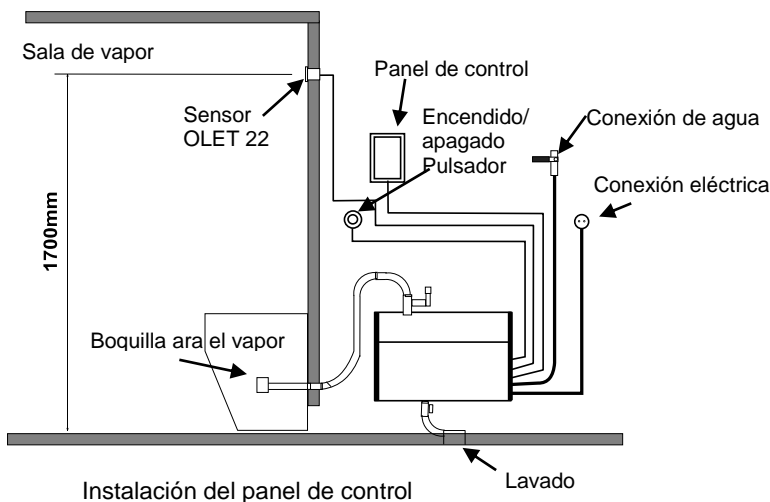 Sala de vapor
Panel de control
Sensor
OLET 22
Encendido/
apagado
Pulsador
Conexión de agua
Conexión eléctrica
1700mm
Boquilla ara el vapor
Lavado
Instalación del panel de control